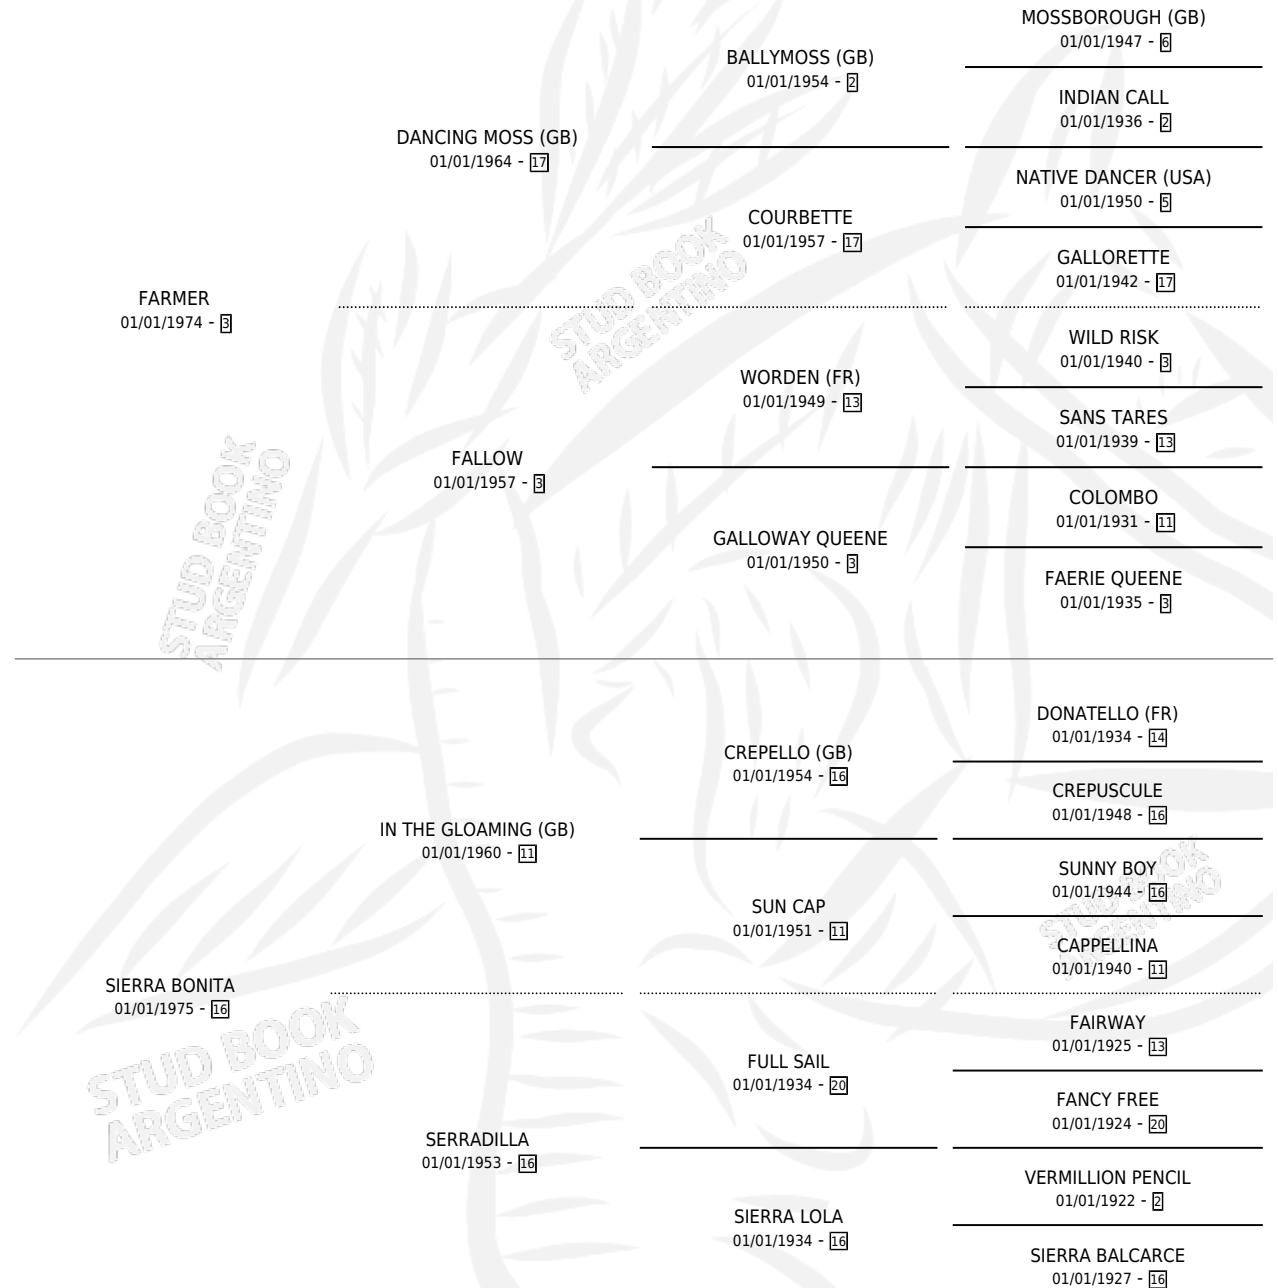 MOSSBOROUGH (GB)
01/01/1947 - 6
BALLYMOSS (GB)
01/01/1954 - 2
INDIAN CALL
01/01/1936 - 2
DANCING MOSS (GB)
01/01/1964 - 17
NATIVE DANCER (USA)
01/01/1950 - 5
COURBETTE
01/01/1957 - 17
GALLORETTE
01/01/1942 - 17
FARMER
01/01/1974 - 3
WILD RISK
01/01/1940 - 3
WORDEN (FR)
01/01/1949 - 13
SANS TARES
01/01/1939 - 13
FALLOW
01/01/1957 - 3
COLOMBO
01/01/1931 - 11
GALLOWAY QUEENE
01/01/1950 - 3
FAERIE QUEENE
01/01/1935 - 3
DONATELLO (FR)
01/01/1934 - 14
CREPELLO (GB)
01/01/1954 - 16
CREPUSCULE
01/01/1948 - 16
IN THE GLOAMING (GB)
01/01/1960 - 11
SUNNY BOY
01/01/1944 - 16
SUN CAP
01/01/1951 - 11
CAPPELLINA
01/01/1940 - 11
SIERRA BONITA
01/01/1975 - 16
FAIRWAY
01/01/1925 - 13
FULL SAIL
01/01/1934 - 20
FANCY FREE
01/01/1924 - 20
SERRADILLA
01/01/1953 - 16
VERMILLION PENCIL
01/01/1922 - 2
SIERRA LOLA
01/01/1934 - 16
SIERRA BALCARCE
01/01/1927 - 16
STUD BOOK
ARGENTINO
STUD BOOK
ARGENTINO
STUD BOOK
ARGENTINO
STUD BOOK
ARGENTINO